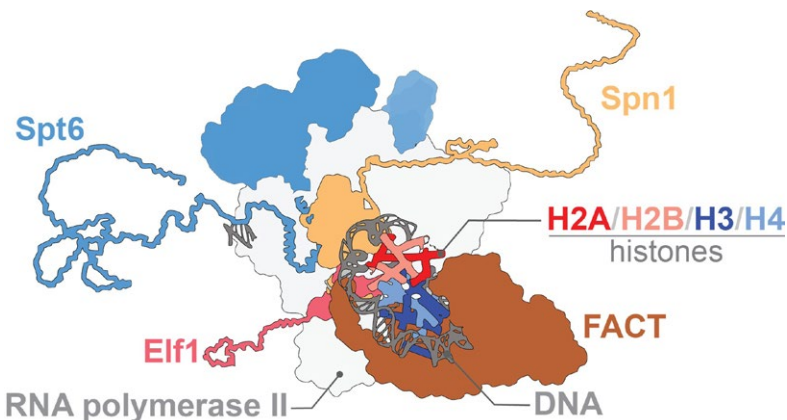 Spn1
Spt6
H2A/H2B/H3/H4
histones
FACT
Elf1
RNA polymerase II
DNA